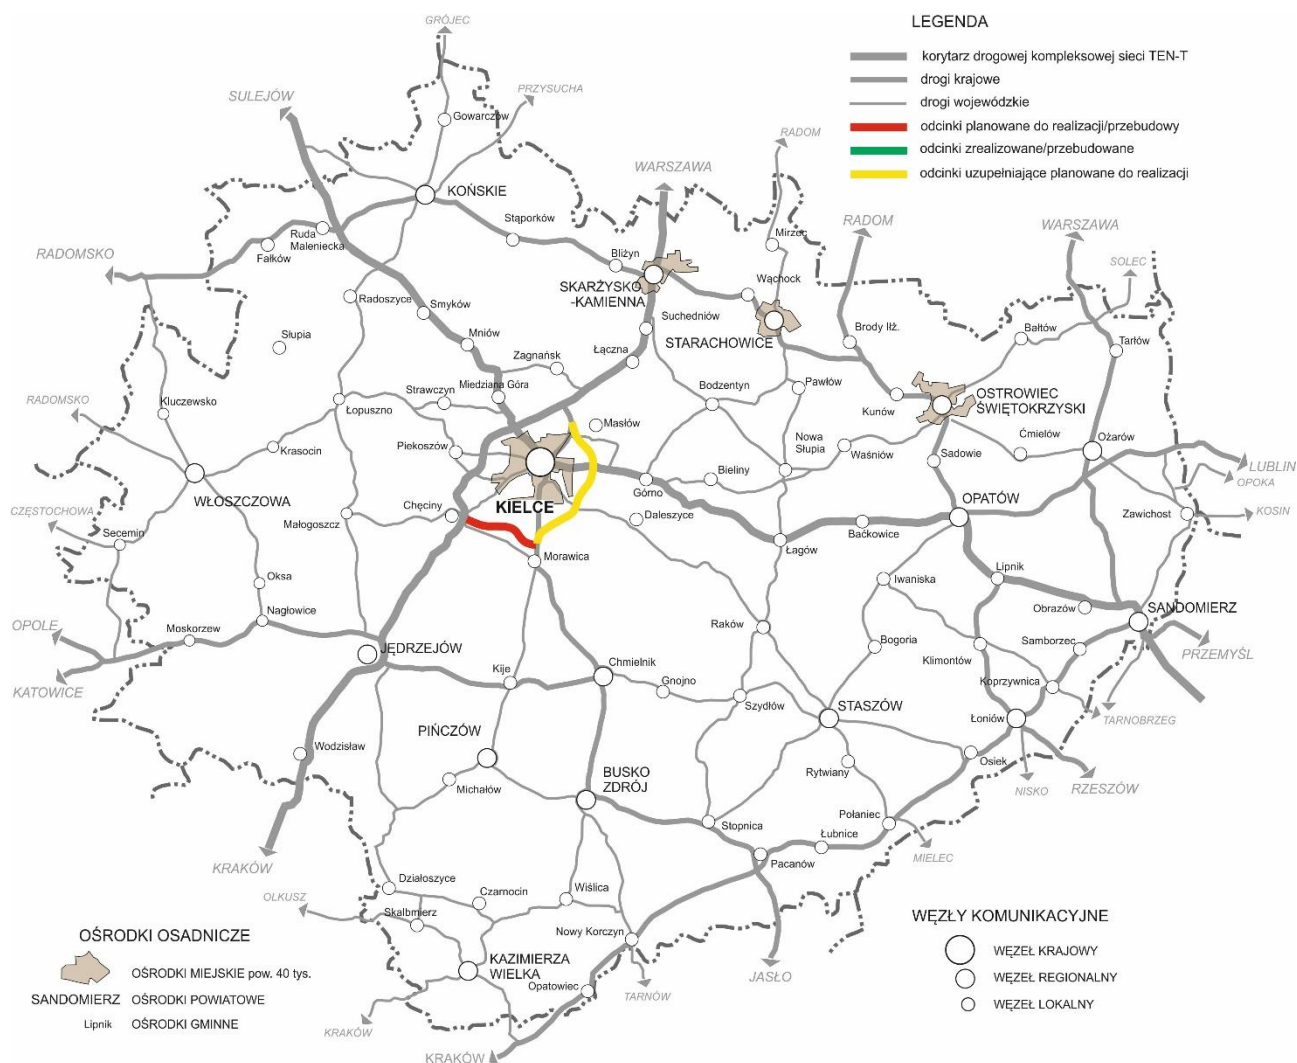 GRÓJEC
LEGENDA
korytarz drogowej kompleksowej sieci TEN-T
drogi krajowe
drogi wojewódzkie
odcinki planowane do realizacji/przebudowy
odcinki zrealizowane/przebudowane
odcinki uzupełniające planowane do realizacji
SULEJÓW
PRZYSUCHA
Gowarczów
RADOM
WARSZAWA
KOŃSKIE
Stąporków
RADOM
WARSZAWA
Ruda
Maleniecka
Fałków
RADOMSKO
Mirzec
SOLEC
Bliżyn
SKARŻYSKO
-KAMIENNA
Wąchock
Radoszyce
Smyków
Suchedniów
STARACHOWICE
Brody Iłż.
Bałtów
Tarłów
Słupia
Mniów
Zagnańsk
Łączna
Miedziana Góra
Strawczyn
Bodzentyn
Pawłów
Kunów
OSTROWIEC
ŚWIĘTOKRZYSKI
RADOMSKO
Kluczewsko
Łopuszno
Masłów
Nowa
Słupia
Waśniów
Ćmielów
Ożarów
Krasocin
Piekoszów
Sadowie
LUBLIN
OPOKA
WŁOSZCZOWA
KIELCE
Górno
Bieliny
OPATÓW
Zawichost
KOSIN
CZĘSTOCHOWA
Secemin
Małogoszcz
Chęciny
Daleszyce
Łagów
Baćkowice
Morawica
Oksa
Iwaniska
Lipnik
Obrazów
SANDOMIERZ
Nagłowice
Moskorzew
OPOLE
KATOWICE
JĘDRZEJÓW
Raków
Bogoria
Klimontów
Samborzec
PRZEMYŚL
Kije
Chmielnik
Gnojno
Szydłów
STASZÓW
Koprzywnica
Łoniów
TARNOBRZEG
PIŃCZÓW
Wodzisław
Michałów
BUSKO
ZDRÓJ
Rytwiany
Osiek
NISKO
RZESZÓW
Stopnica
Połaniec
Łubnice
Pacanów
MIELEC
KRAKÓW
OLKUSZ
Działoszyce
Czarnocin
Wiślica
Skalbmierz
Nowy Korczyn
KAZIMIERZA
WIELKA
Opatowiec
TARNÓW
JASŁO
KRAKÓW
KRAKÓW
OŚRODKI OSADNICZE
OŚRODKI MIEJSKIE pow. 40 tys.
SANDOMIERZ OŚRODKI POWIATOWE
Lipnik OŚRODKI GMINNE
WĘZŁY KOMUNIKACYJNE
WĘZEŁ KRAJOWY
WĘZEŁ REGIONALNY
WĘZEŁ LOKALNY